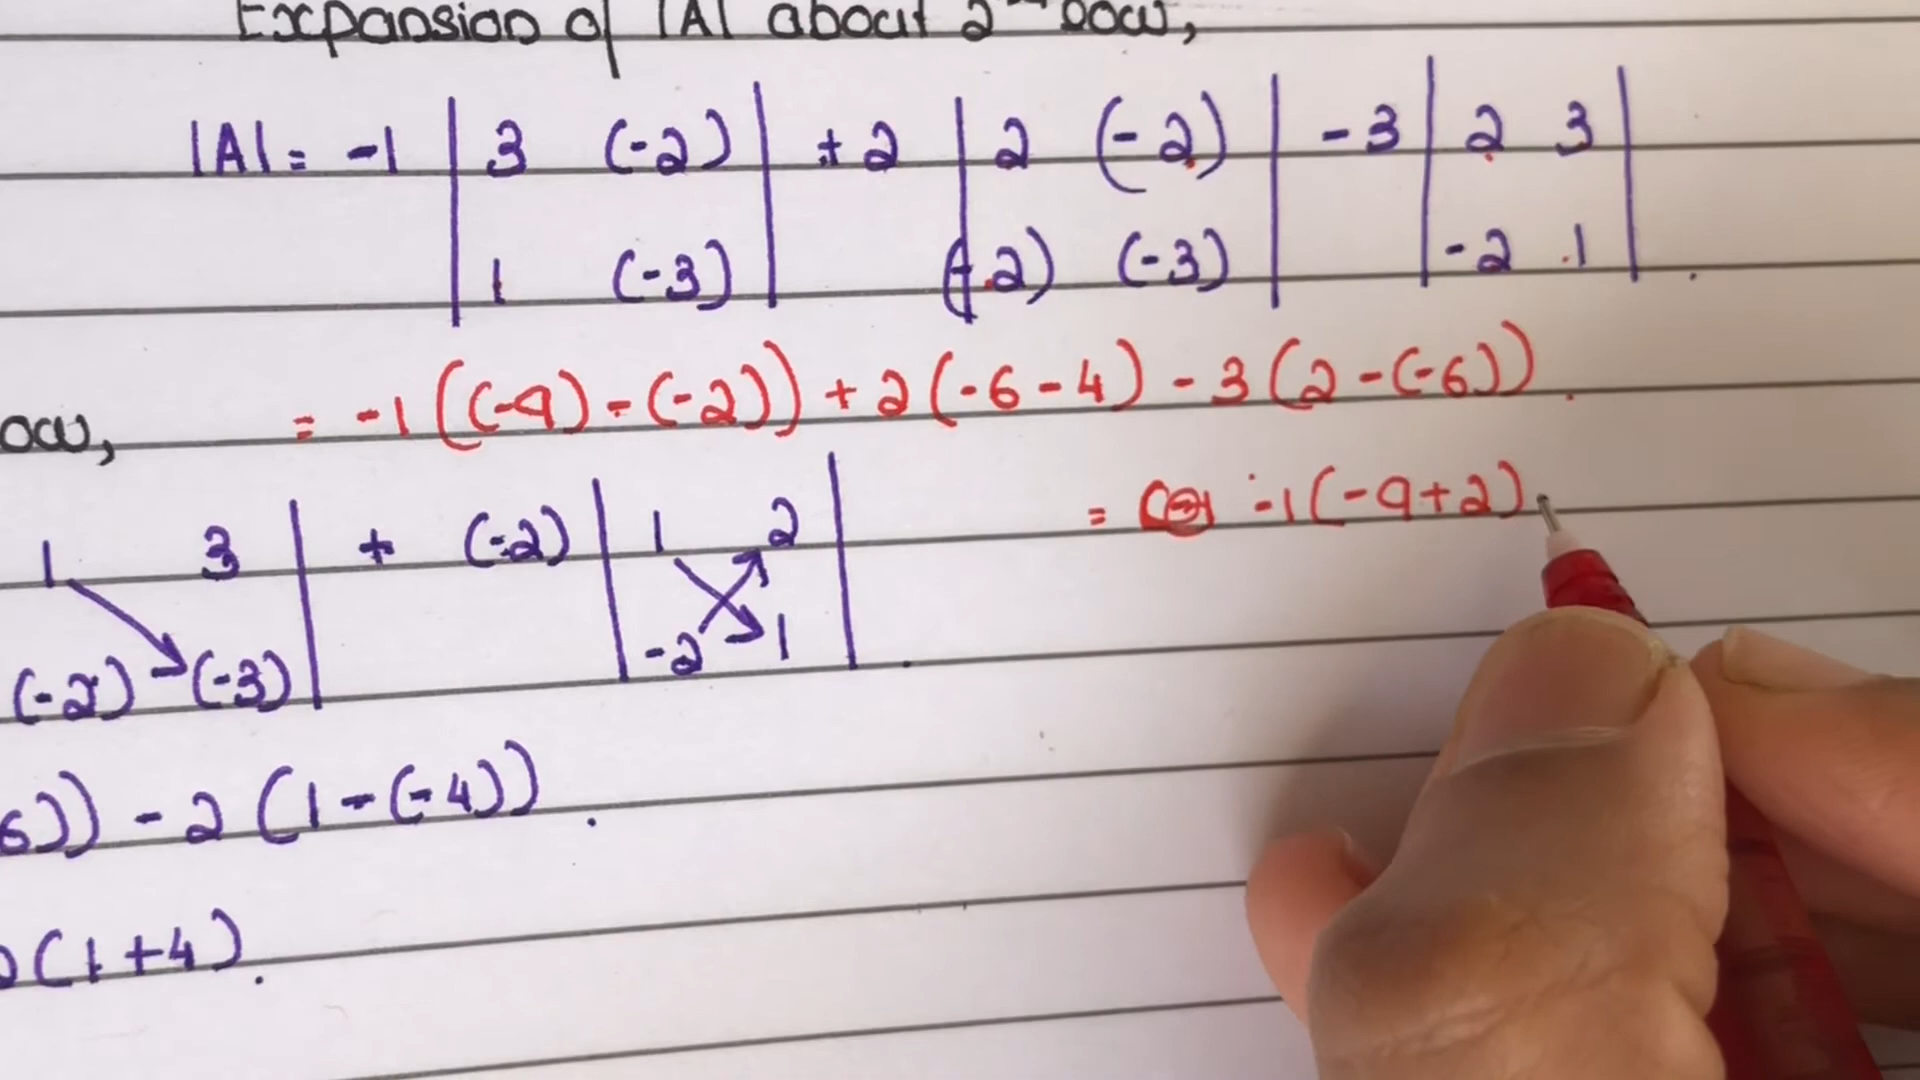 Expansion of |A| about 2nd row,
|A| = -1 | 3 (-2) | + 2 | 2 (-2) | - 3 | 2 3 |
| 1 (-3) | | (-2) (-3) | | -2 1 | .
= -1 ((-9) - (-2)) + 2 (-6 - 4) - 3 (2 - (-6)) .
ow,
= -1 (-9 + 2)
1 3 | + (-2) | 1 2 |
(-2) (-3) | | -2 1 | .
6)) - 2 (1 - (-4)) .
(1 + 4) .